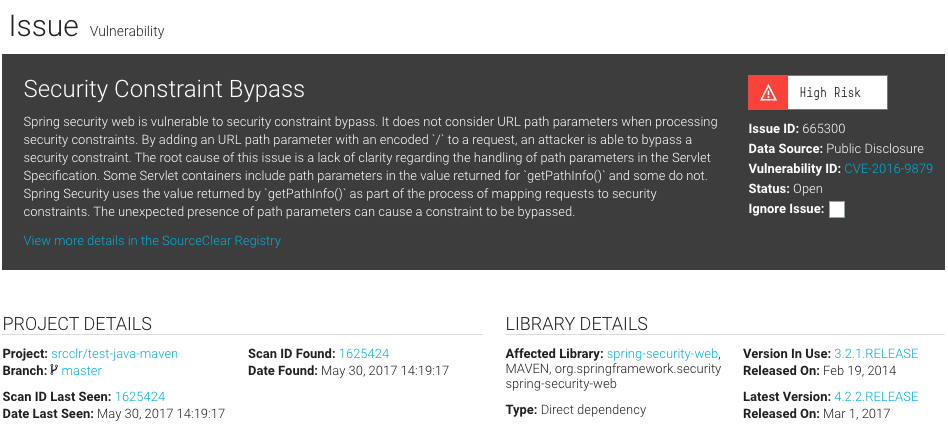 Issue Vulnerability
Security Constraint Bypass
Spring security web is vulnerable to security constraint bypass. It does not consider URL path parameters when processing
security constraints. By adding an URL path parameter with an encoded `/` to a request, an attacker is able to bypass a
security constraint. The root cause of this issue is a lack of clarity regarding the handling of path parameters in the Servlet
Specification. Some Servlet containers include path parameters in the value returned for `getPathInfo()` and some do not.
Spring Security uses the value returned by `getPathInfo()` as part of the process of mapping requests to security
constraints. The unexpected presence of path parameters can cause a constraint to be bypassed.
View more details in the SourceClear Registry
High Risk
Issue ID: 665300
Data Source: Public Disclosure
Vulnerability ID: CVE-2016-9879
Status: Open
Ignore Issue:
PROJECT DETAILS
Project: srcclr/test-java-maven
Branch: master
Scan ID Last Seen: 1625424
Date Last Seen: May 30, 2017 14:19:17
Scan ID Found: 1625424
Date Found: May 30, 2017 14:19:17
LIBRARY DETAILS
Affected Library: spring-security-web,
MAVEN, org.springframework.security
spring-security-web
Type: Direct dependency
Version In Use: 3.2.1.RELEASE
Released On: Feb 19, 2014
Latest Version: 4.2.2.RELEASE
Released On: Mar 1, 2017